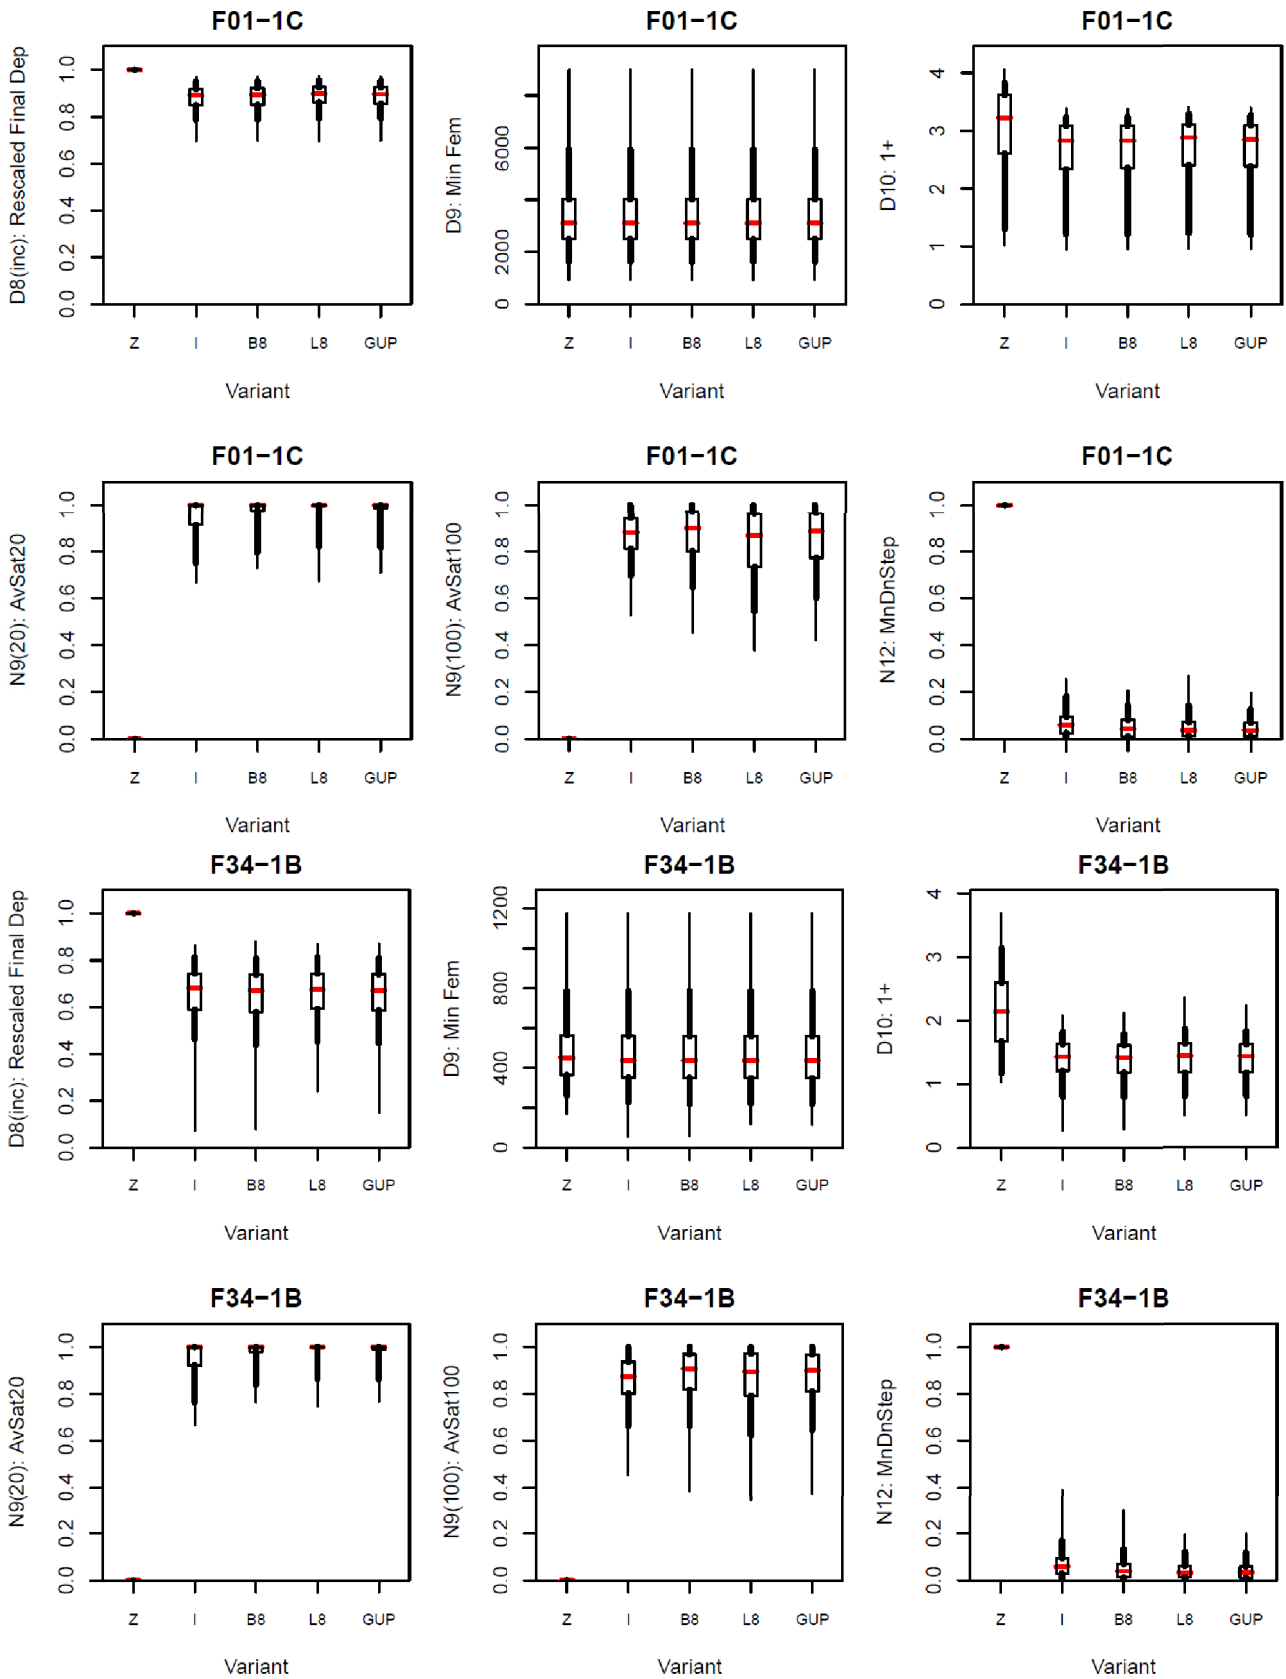 F01−1C F01−1C F01−1C
D8(inc): Rescaled Final Dep
0.0 0.2 0.4 0.6 0.8 1.0
Z I B8 L8 GUP
Variant
D9: Min Fem
0 2000 6000
Z I B8 L8 GUP
Variant
D10: 1+
0 1 2 3 4
Z I B8 L8 GUP
Variant
F01−1C F01−1C F01−1C
N9(20): AvSat20
0.0 0.2 0.4 0.6 0.8 1.0
Z I B8 L8 GUP
Variant
N9(100): AvSat100
0.0 0.2 0.4 0.6 0.8 1.0
Z I B8 L8 GUP
Variant
N12: MnDnStep
0.0 0.2 0.4 0.6 0.8 1.0
Z I B8 L8 GUP
Variant
F34−1B F34−1B F34−1B
D8(inc): Rescaled Final Dep
0.0 0.2 0.4 0.6 0.8 1.0
Z I B8 L8 GUP
Variant
D9: Min Fem
0 400 800 1200
Z I B8 L8 GUP
Variant
D10: 1+
0 1 2 3 4
Z I B8 L8 GUP
Variant
F34−1B F34−1B F34−1B
N9(20): AvSat20
0.0 0.2 0.4 0.6 0.8 1.0
Z I B8 L8 GUP
Variant
N9(100): AvSat100
0.0 0.2 0.4 0.6 0.8 1.0
Z I B8 L8 GUP
Variant
N12: MnDnStep
0.0 0.2 0.4 0.6 0.8 1.0
Z I B8 L8 GUP
Variant